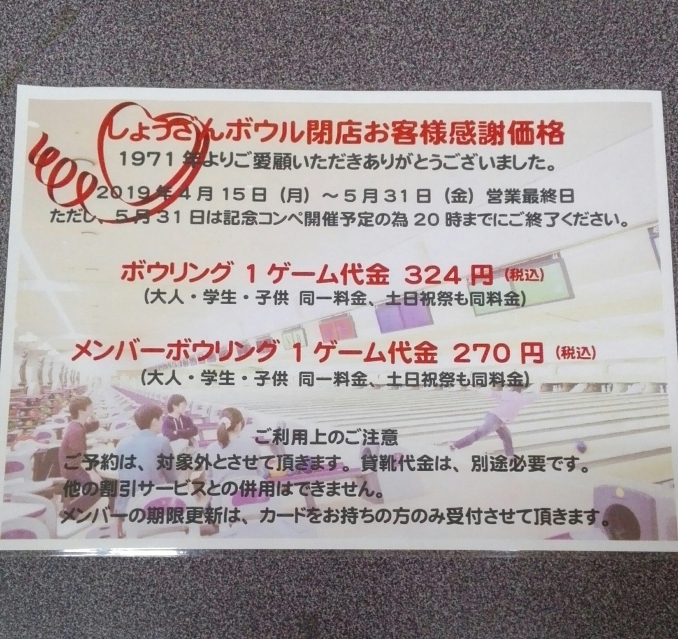 しょうざんボウル閉店お客様感謝価格
1971年よりご愛顧いただきありがとうございました。
2019年4月15日（月）～5月31日（金）営業最終日
ただし、5月31日は記念コンペ開催予定の為20時までにご終了ください。
ボウリング1ゲーム代金 324円（税込）
（大人・学生・子供 同一料金、土日祝祭も同料金）
メンバーボウリング1ゲーム代金 270円（税込）
（大人・学生・子供 同一料金、土日祝祭も同料金）
ご利用上のご注意
ご予約は、対象外とさせて頂きます。貸靴代金は、別途必要です。
他の割引サービスとの併用はできません。
メンバーの期限更新は、カードをお持ちの方のみ受付させて頂きます。